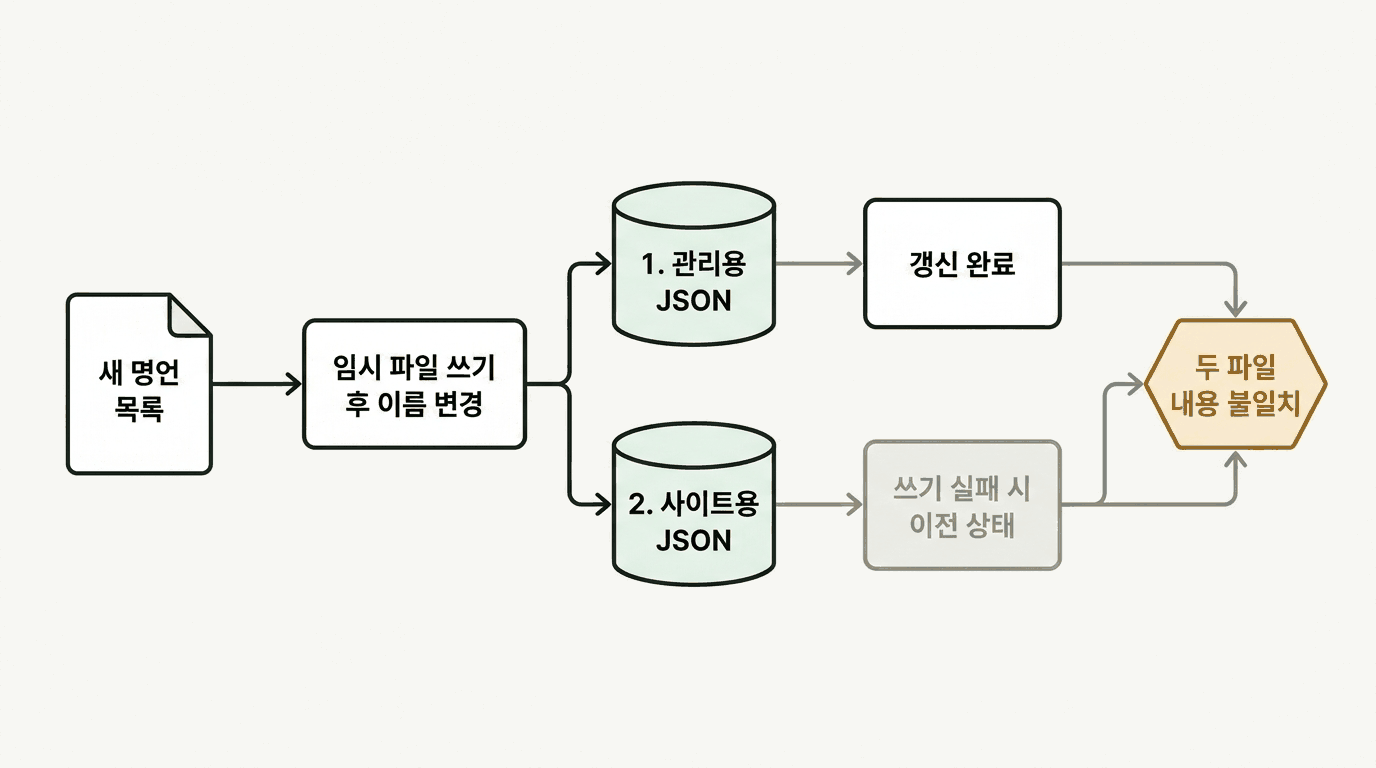 새 명언
목록
임시 파일 쓰기
후 이름 변경
1. 관리용
JSON
갱신 완료
2. 사이트용
JSON
쓰기 실패 시
이전 상태
두 파일
내용 불일치